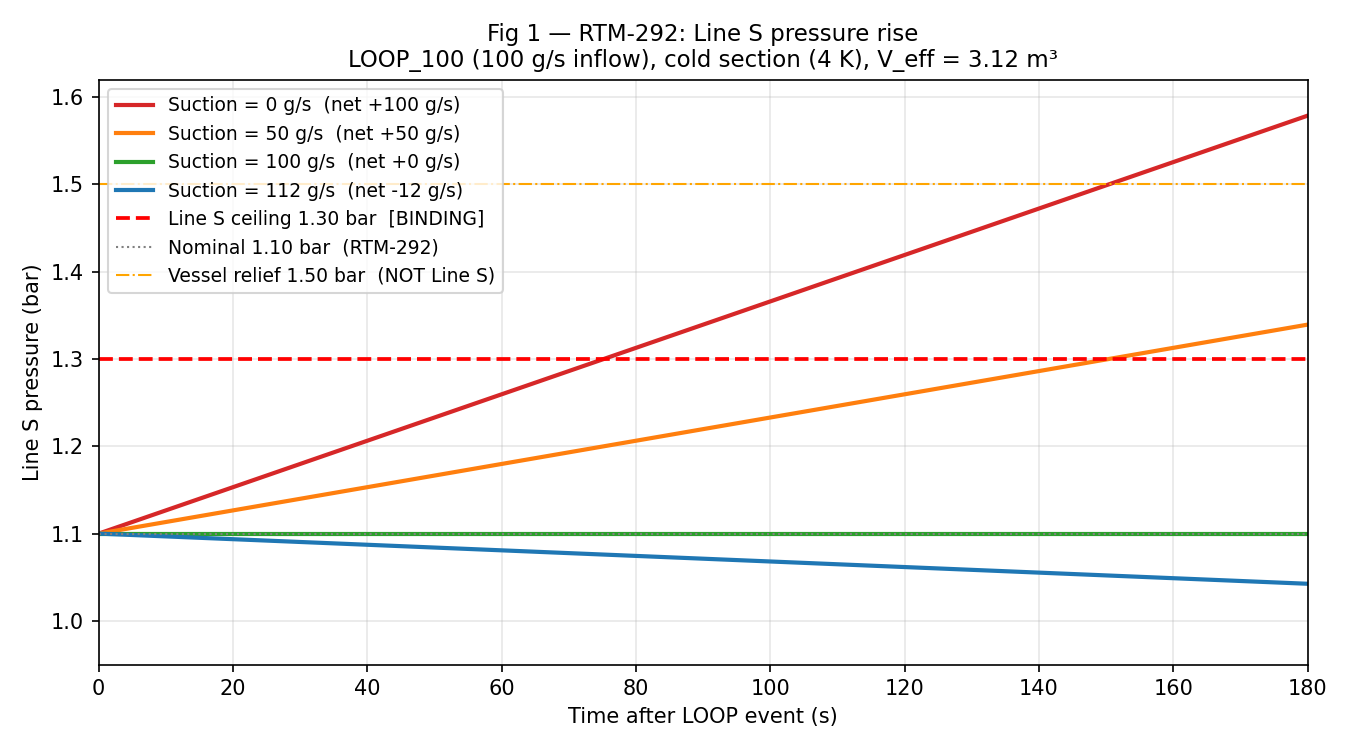 Fig 1 — RTM-292: Line S pressure rise
LOOP_100 (100 g/s inflow), cold section (4 K), V_eff = 3.12 m³
Suction = 0 g/s  (net +100 g/s)
Suction = 50 g/s  (net +50 g/s)
Suction = 100 g/s  (net +0 g/s)
Suction = 112 g/s  (net -12 g/s)
Line S ceiling 1.30 bar  [BINDING]
Nominal 1.10 bar  (RTM-292)
Vessel relief 1.50 bar  (NOT Line S)
Line S pressure (bar)
1.6
1.5
1.4
1.3
1.2
1.1
1.0
0 20 40 60 80 100 120 140 160 180
Time after LOOP event (s)